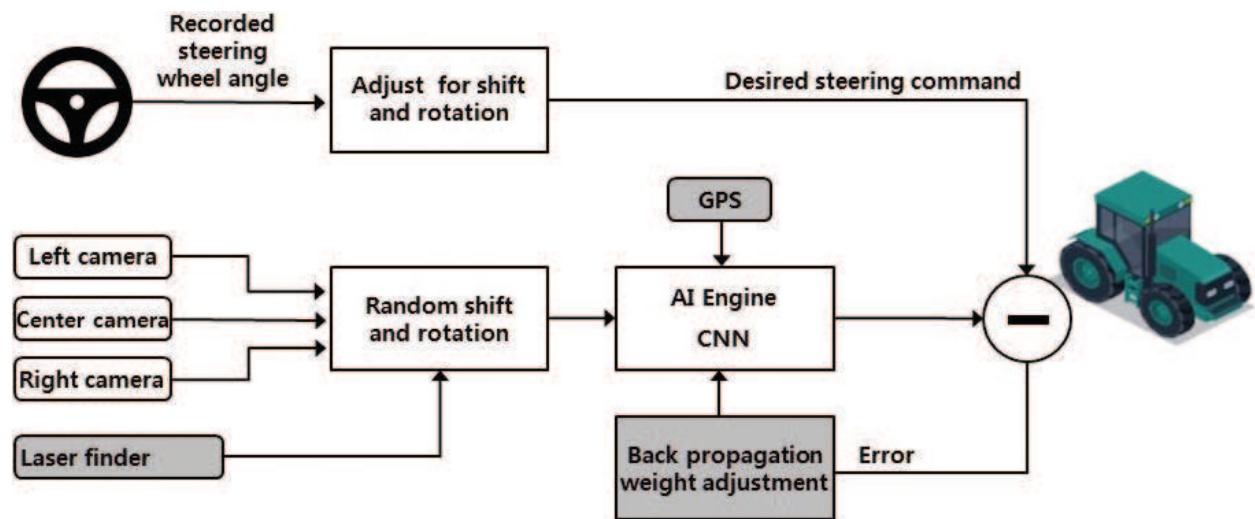 Recorded
steering
wheel angle
Adjust for shift
and rotation
Desired steering command
GPS
Left camera
Center camera
Right camera
Laser finder
Random shift
and rotation
AI Engine
CNN
Back propagation
weight adjustment
Error